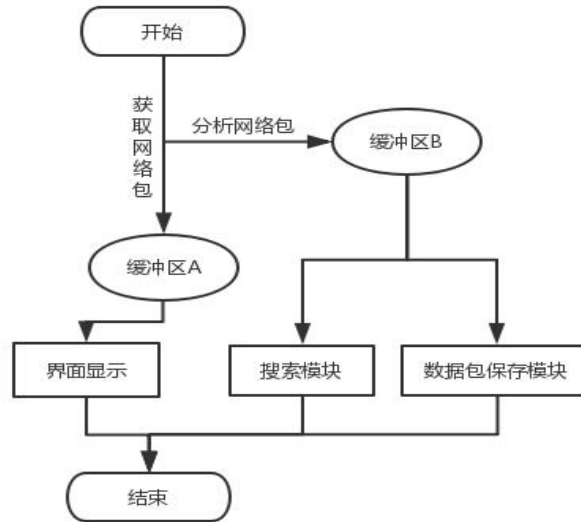 开始
获取网络包
分析网络包
缓冲区B
缓冲区A
界面显示
搜索模块
数据包保存模块
结束